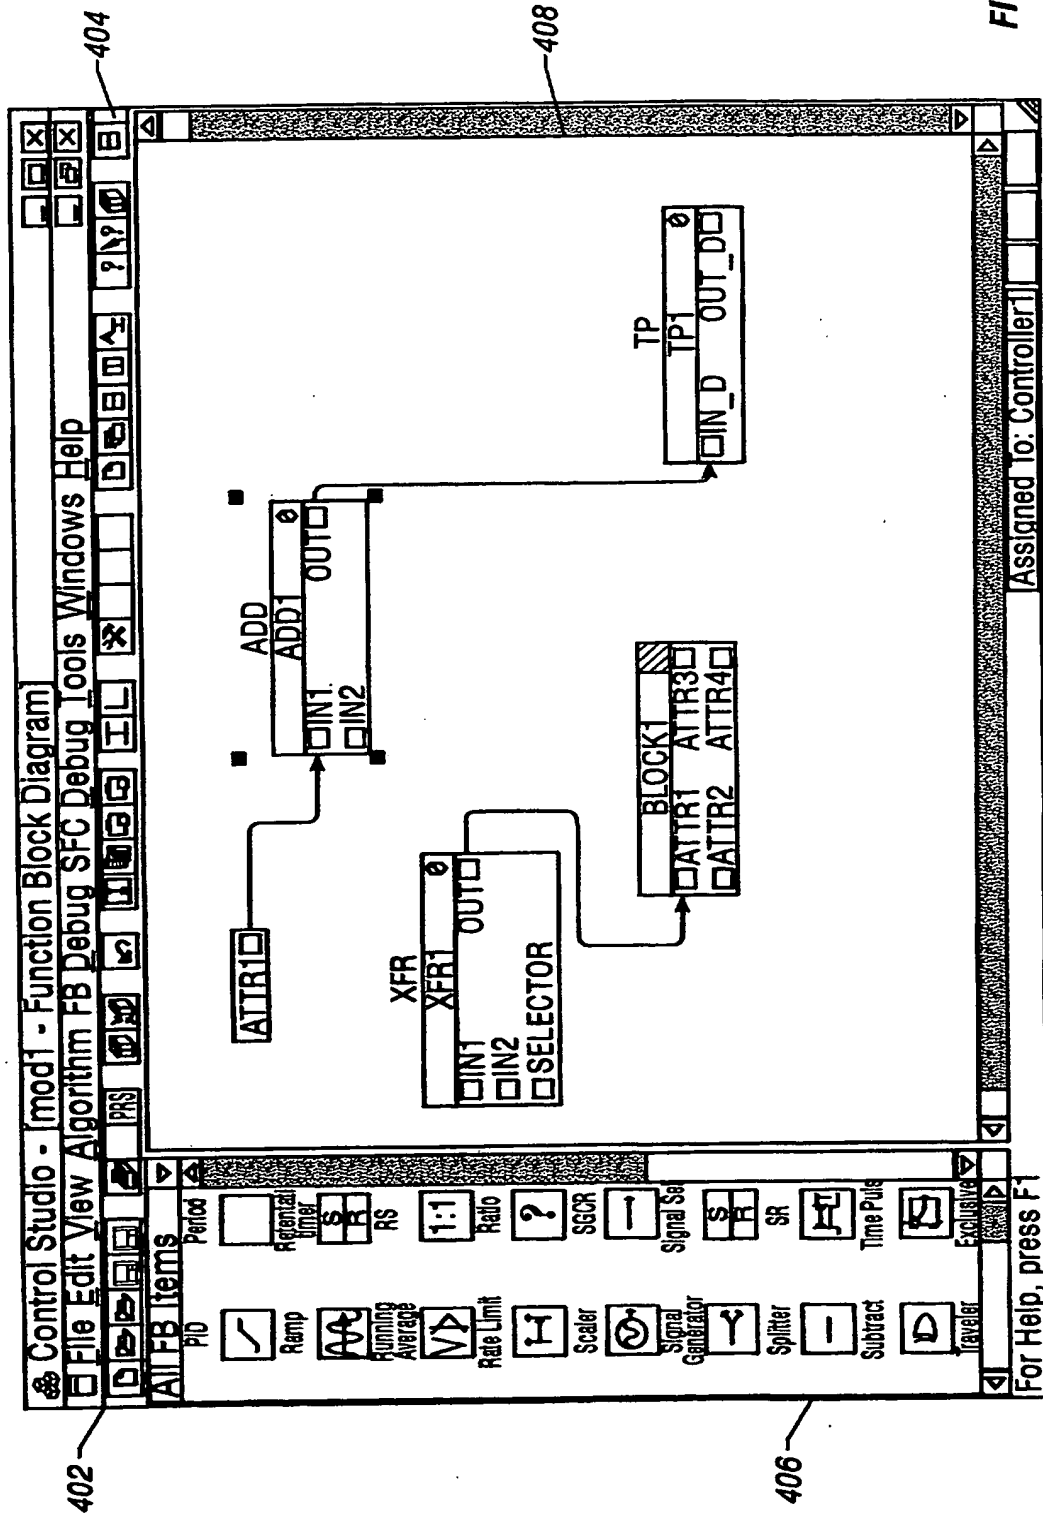 402
404
Control Studio - [mod1 - Function Block Diagram]
File Edit View Algorithm FB Debug SFC Debug Tools Windows Help
PRS
? \?
All FB Items
PID
Period
Ramp
timer
S
R
RS
Running
Average
1:1
Rate Limit
Ratio
?
Scaler
SGCR
Signal
Generator
Signal Sel
S
R
Splitter
SR
Subtract
Time Puls
Traveler
Exclusive
ATTR1
ADD
ADD1
OUT
IN1
IN2
XFR
XFR1
OUT
IN1
IN2
SELECTOR
BLOCK1
ATTR1 ATTR3
ATTR2 ATTR4
TP
TP1
IN_D OUT_D
406
408
For Help, press F1
Assigned To: Controller1
FI